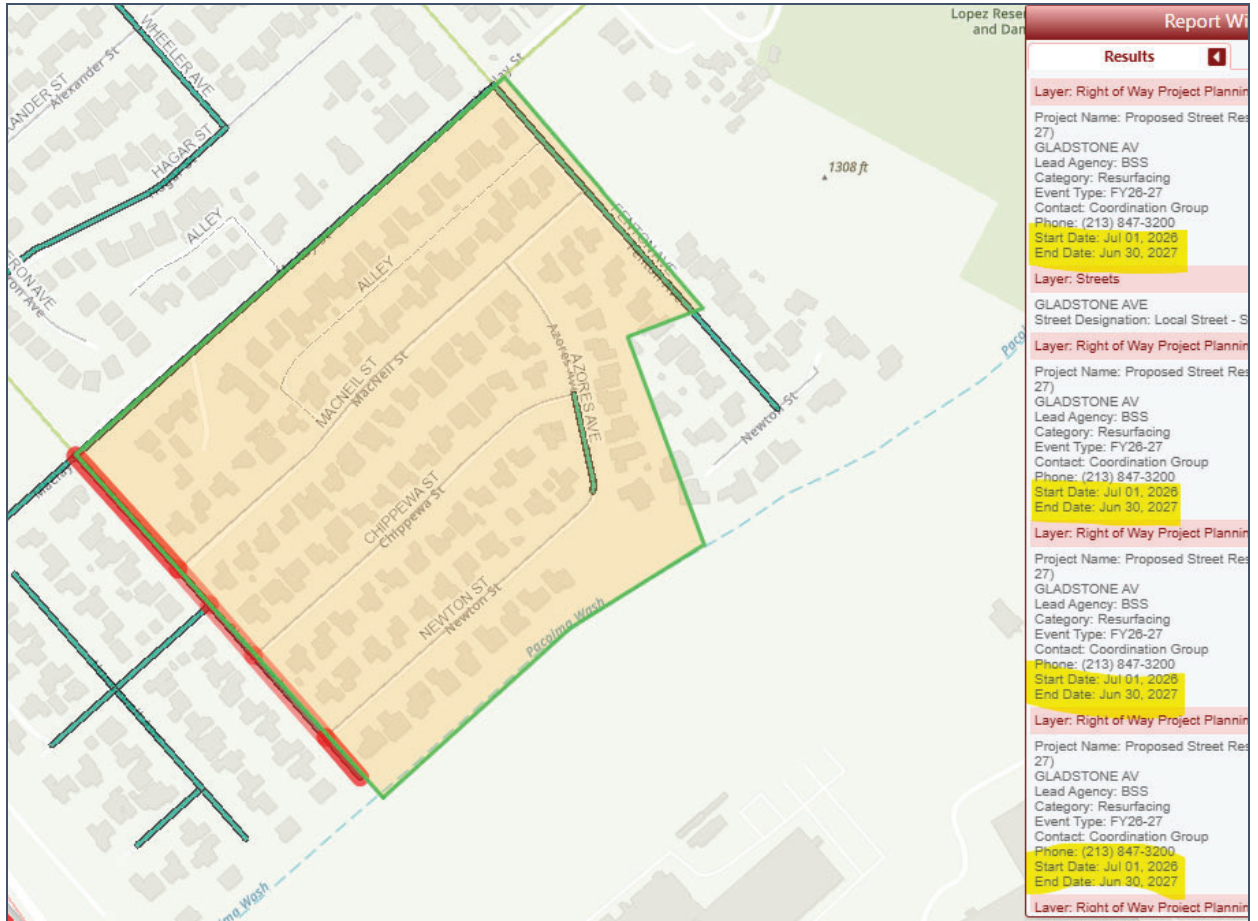 Lopez Rese
and Dan
WHEELER AVE
ANDER ST
Alexander St
HAGAR ST
ALLEY
ALLEY
FENTON AVE
1308 ft
MACNEIL ST
MacNeil St
Azores Ave
AZORES AVE
CHIPPEWA ST
Chippewa St
Newton St
NEWTON ST
Newton St
Pacoima Wash
Report Wi
Results
Layer: Right of Way Project Plannin
Project Name: Proposed Street Res
27)
GLADSTONE AV
Lead Agency: BSS
Category: Resurfacing
Event Type: FY26-27
Contact: Coordination Group
Phone: (213) 847-3200
Start Date: Jul 01, 2026
End Date: Jun 30, 2027
Layer: Streets
GLADSTONE AVE
Street Designation: Local Street - S
Layer: Right of Way Project Plannin
Project Name: Proposed Street Res
27)
GLADSTONE AV
Lead Agency: BSS
Category: Resurfacing
Event Type: FY26-27
Contact: Coordination Group
Phone: (213) 847-3200
Start Date: Jul 01, 2026
End Date: Jun 30, 2027
Layer: Right of Way Project Plannin
Project Name: Proposed Street Res
27)
GLADSTONE AV
Lead Agency: BSS
Category: Resurfacing
Event Type: FY26-27
Contact: Coordination Group
Phone: (213) 847-3200
Start Date: Jul 01, 2026
End Date: Jun 30, 2027
Layer: Right of Way Project Plannin
Project Name: Proposed Street Res
27)
GLADSTONE AV
Lead Agency: BSS
Category: Resurfacing
Event Type: FY26-27
Contact: Coordination Group
Phone: (213) 847-3200
Start Date: Jul 01, 2026
End Date: Jun 30, 2027
Layer: Right of Way Project Plannin